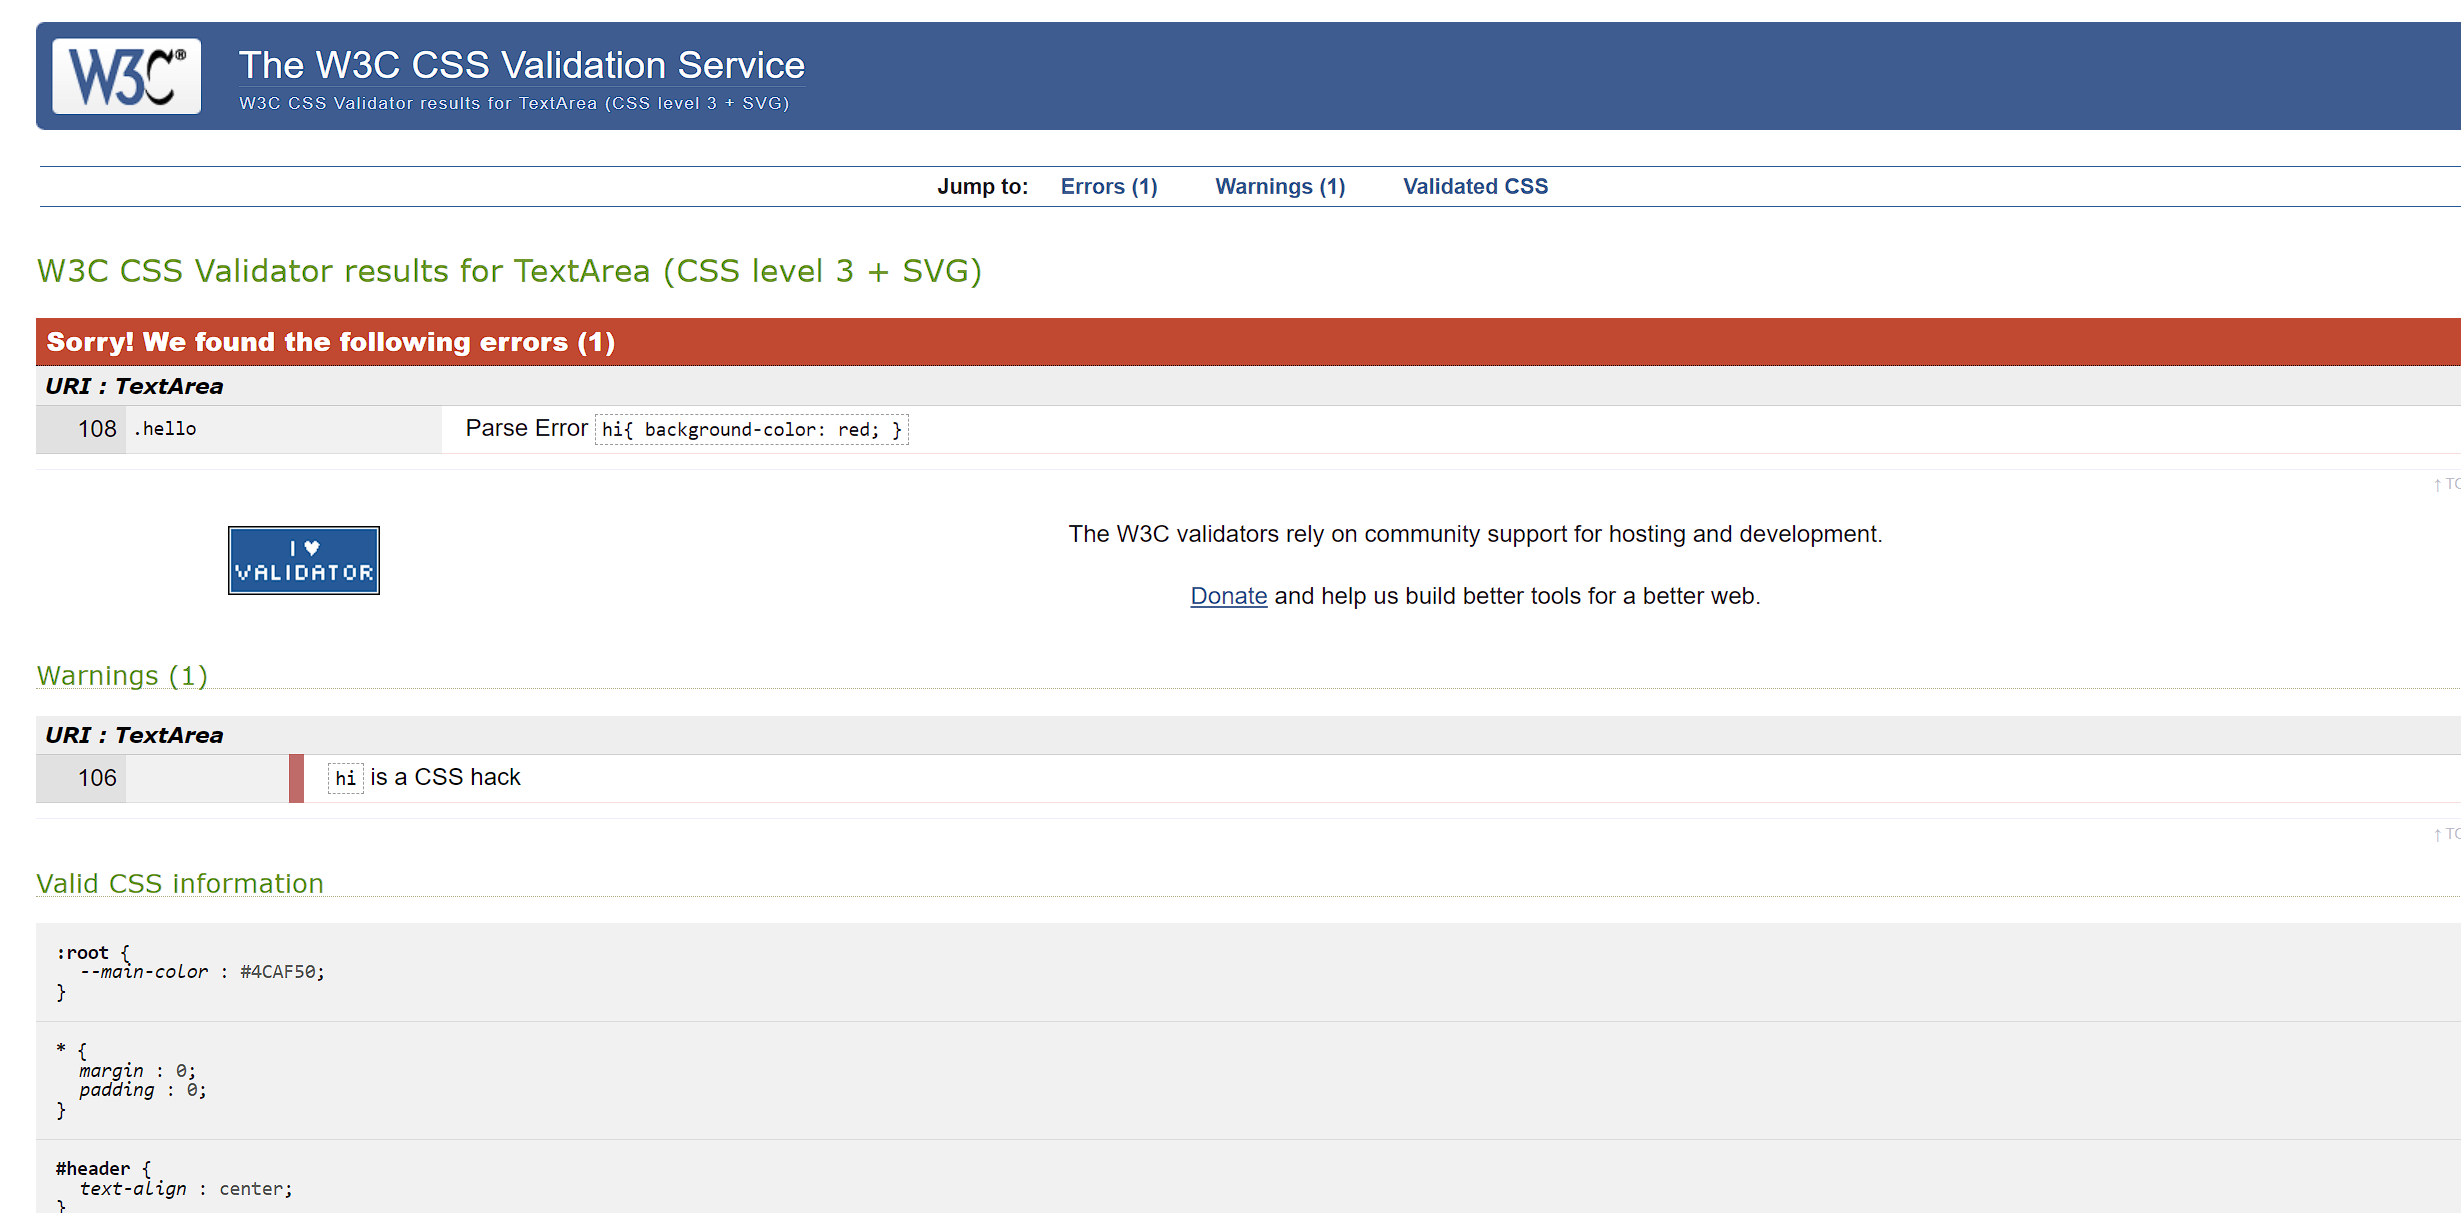 W3C®
The W3C CSS Validation Service
W3C CSS Validator results for TextArea (CSS level 3 + SVG)
Jump to: Errors (1) Warnings (1) Validated CSS
W3C CSS Validator results for TextArea (CSS level 3 + SVG)
Sorry! We found the following errors (1)
URI : TextArea
108 .hello Parse Error hi{ background-color: red; }
↑
I ♥
VALIDATOR
The W3C validators rely on community support for hosting and development.
Donate and help us build better tools for a better web.
Warnings (1)
URI : TextArea
106 hi is a CSS hack
↑
Valid CSS information
:root {
--main-color : #4CAF50;
}
* {
margin : 0;
padding : 0;
}
#header {
text-align : center;
}